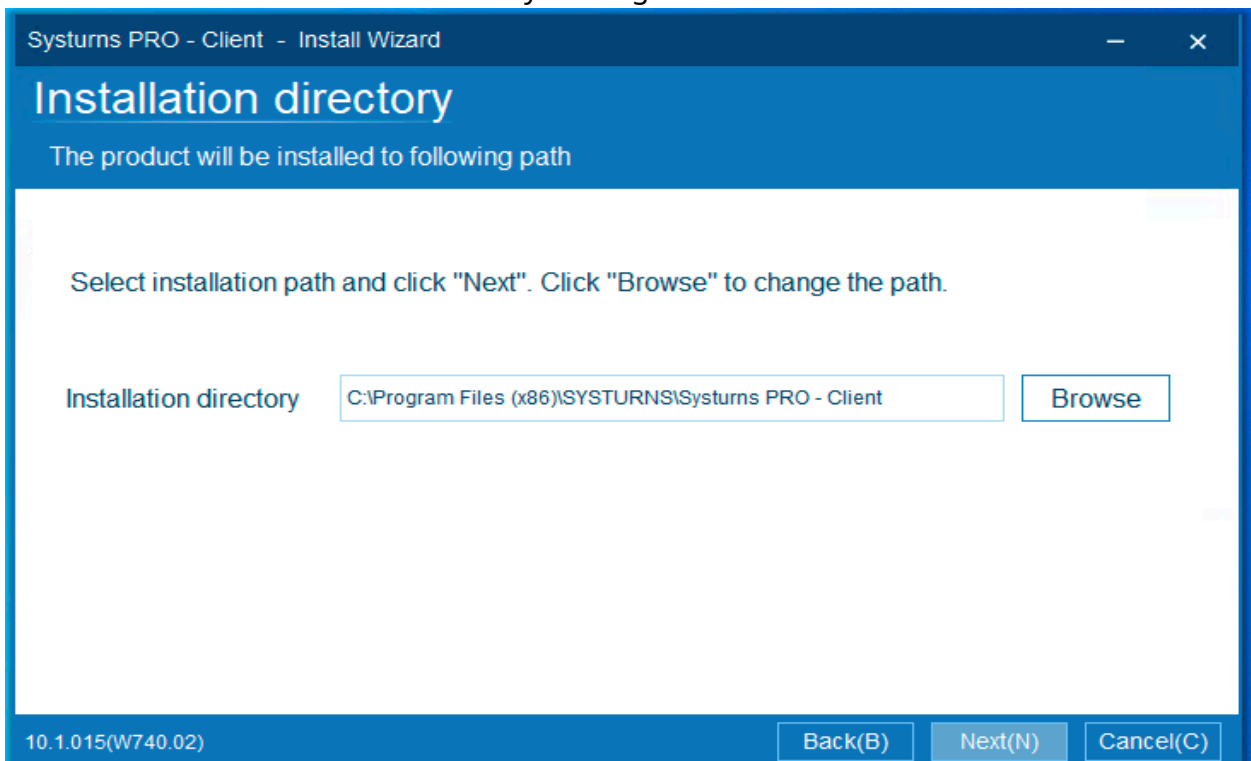 Systurns PRO - Client - Install Wizard
Installation directory
The product will be installed to following path
Select installation path and click "Next". Click "Browse" to change the path.
Installation directory C:\Program Files (x86)\SYSTURNS\Systurns PRO - Client Browse
10.1.015(W740.02) Back(B) Next(N) Cancel(C)